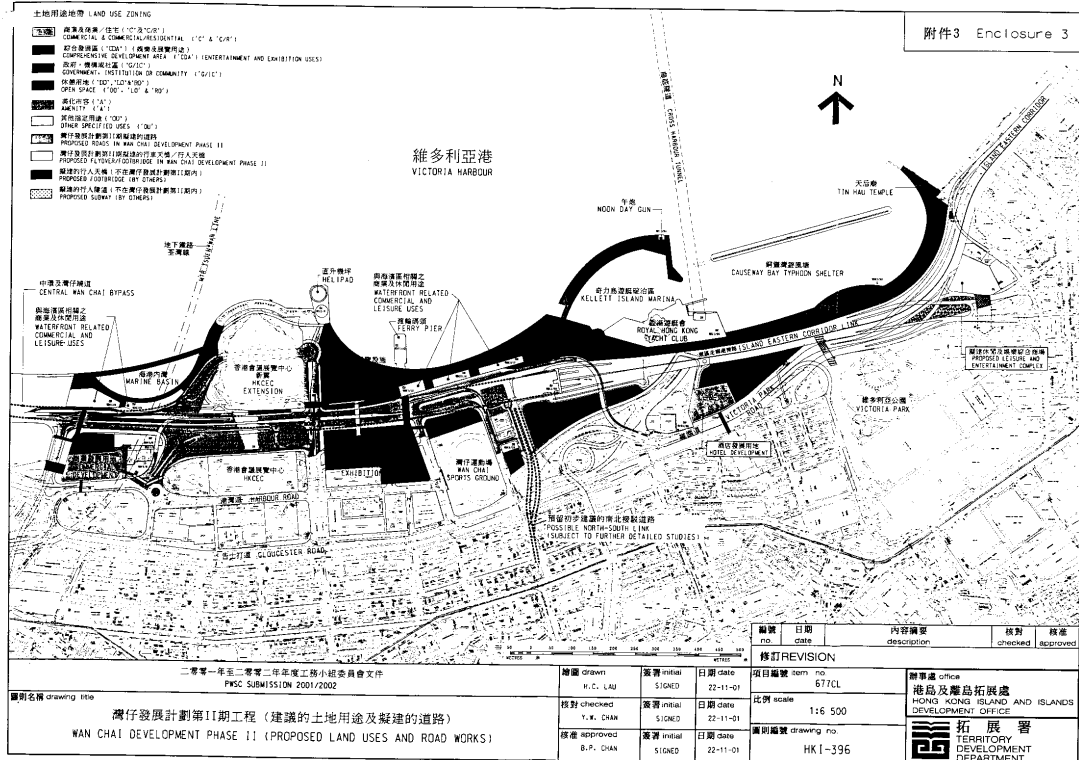 土地用途地帶 LAND USE ZONING
商業及商業／住宅（"C"及"C/R"）
COMMERCIAL & COMMERCIAL/RESIDENTIAL ("C" & "C/R")
綜合發展區（"CDA"）（娛樂及展覽用途）
COMPREHENSIVE DEVELOPMENT AREA ("CDA") (ENTERTAINMENT AND EXHIBITION USES)
政府，機構或社區（"G/IC"）
GOVERNMENT, INSTITUTION OR COMMUNITY ("G/IC")
休憩用地（"DO","LO"&"RO"）
OPEN SPACE ("DO", "LO" & "RO")
美化市容（"A"）
AMENITY ("A")
其他指定用途（"OU"）
OTHER SPECIFIED USES ("OU")
灣仔發展計劃第II期擬建的道路
PROPOSED ROADS IN WAN CHAI DEVELOPMENT PHASE II
灣仔發展計劃第II期擬建的行車天橋／行人天橋
PROPOSED FLYOVER/FOOTBRIDGE IN WAN CHAI DEVELOPMENT PHASE II
擬建的行人天橋（不在灣仔發展計劃第II期內）
PROPOSED FOOTBRIDGE (BY OTHERS)
擬建的行人隧道（不在灣仔發展計劃第II期內）
PROPOSED SUBWAY (BY OTHERS)
附件3 Enclosure 3
N
維多利亞港
VICTORIA HARBOUR
海底隧道
CROSS HARBOUR TUNNEL
ISLAND EASTERN CORRIDOR
天后廟
TIN HAU TEMPLE
午炮
NOON DAY GUN
銅鑼灣避風塘
CAUSEWAY BAY TYPHOON SHELTER
地下鐵路
荃灣線
MTR TSUEN WAN LINE
直升機坪
HELIPAD
與海濱區相關之
商業及休閒用途
WATERFRONT RELATED
COMMERCIAL AND
LEISURE USES
渡輪碼頭
FERRY PIER
奇力島遊艇碇泊區
KELLETT ISLAND MARINA
遊艇會
ROYAL HONG KONG
YACHT CLUB
中環及灣仔繞道
CENTRAL WAN CHAI BYPASS
與海濱區相關之
商業及休閒用途
WATERFRONT RELATED
COMMERCIAL AND
LEISURE USES
海港內灣
MARINE BASIN
香港會議展覽中心
新翼
HKCEC
EXTENSION
ISLAND EASTERN CORRIDOR LINK
擬建休閒及娛樂綜合商場
PROPOSED LEISURE AND
ENTERTAINMENT COMPLEX
維多利亞公園
VICTORIA PARK
VICTORIA PARK
ROAD
酒店發展用地
HOTEL DEVELOPMENT
DEVELOPMENT
香港會議展覽中心
HKCEC
EXHIBITION
灣仔運動場
WAN CHAI
SPORTS GROUND
港灣道 HARBOUR ROAD
告士打道 GLOUCESTER ROAD
預留初步建議的南北接駁道路
POSSIBLE NORTH-SOUTH LINK
(SUBJECT TO FURTHER DETAILED STUDIES)
METRES
METRES
編號 no.
日期 date
內容摘要 description
核對 checked
核准 approved
修訂REVISION
二零零一年至二零零二年年度工務小組委員會文件
PWSC SUBMISSION 2001/2002
圖則名稱 drawing title
灣仔發展計劃第II期工程（建議的土地用途及擬建的道路）
WAN CHAI DEVELOPMENT PHASE II (PROPOSED LAND USES AND ROAD WORKS)
繪圖 drawn
H.C. LAU
簽署 initial
SIGNED
日期 date
22-11-01
核對 checked
Y.W. CHAN
簽署 initial
SIGNED
日期 date
22-11-01
核准 approved
B.P. CHAN
簽署 initial
SIGNED
日期 date
22-11-01
項目編號 item no.
677CL
比例 scale
1:6 500
圖則編號 drawing no.
HKI-396
辦事處 office
港島及離島拓展處
HONG KONG ISLAND AND ISLANDS
DEVELOPMENT OFFICE
拓展署
TERRITORY
DEVELOPMENT
DEPARTMENT